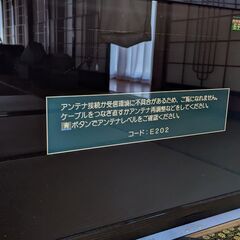 アンテナ接続か受信環境に不具合があるため、ご覧になれません。
ケーブルをつなぎ直すかアンテナ再調整などをしてください。
青ボタンでアンテナレベルをご確認ください。
コード:E202